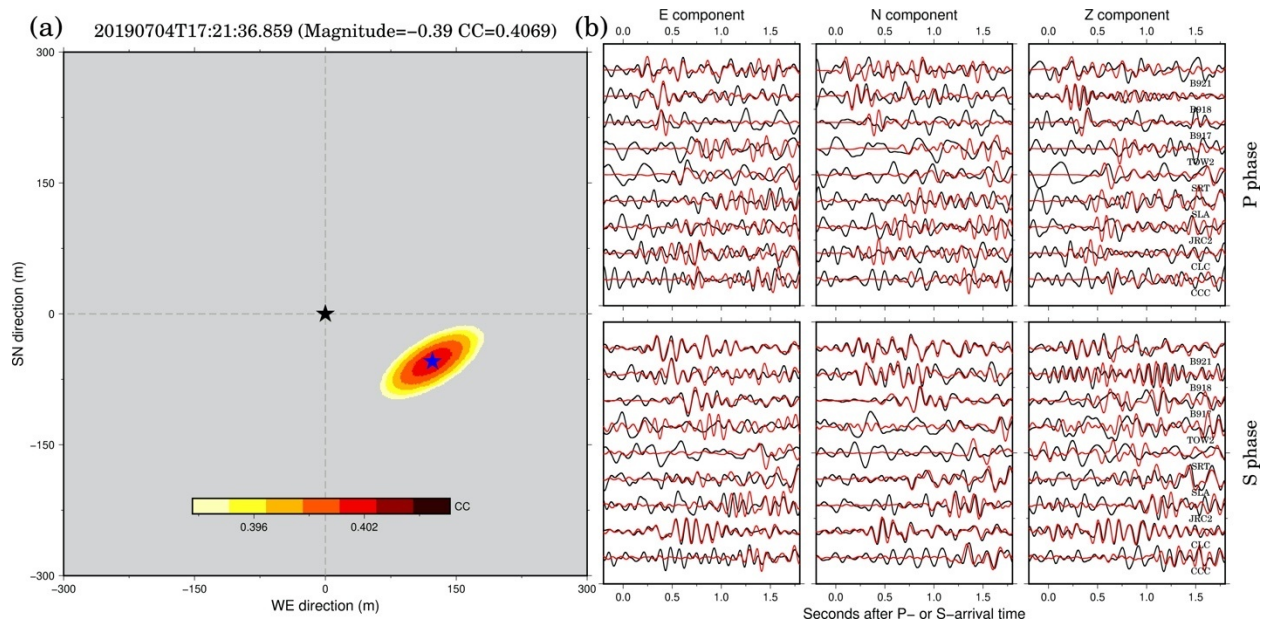 (a) 20190704T17:21:36.859 (Magnitude=−0.39 CC=0.4069)
300
150
0
−150
−300
SN direction (m)
−300 −150 0 150 300
WE direction (m)
CC
0.396 0.402
(b)
E component N component Z component
0.0 0.5 1.0 1.5 0.0 0.5 1.0 1.5 0.0 0.5 1.0 1.5
B921
B918
B917
TOW2
SRT
SLA
JRC2
CLC
CCC
P phase
B921
B918
B917
TOW2
SRT
SLA
JRC2
CLC
CCC
S phase
0.0 0.5 1.0 1.5 0.0 0.5 1.0 1.5 0.0 0.5 1.0 1.5
Seconds after P− or S−arrival time